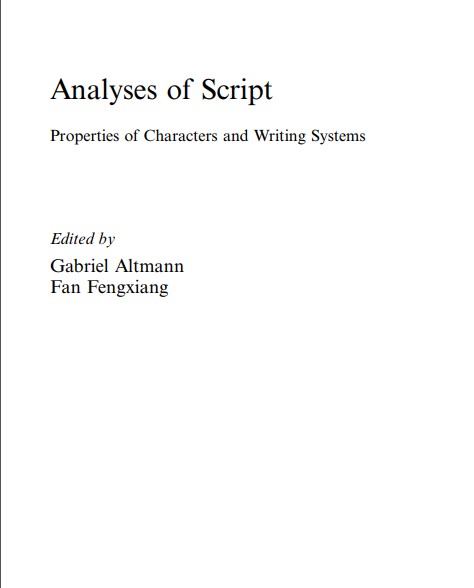 Analyses of Script
Properties of Characters and Writing Systems
Edited by
Gabriel Altmann
Fan Fengxiang